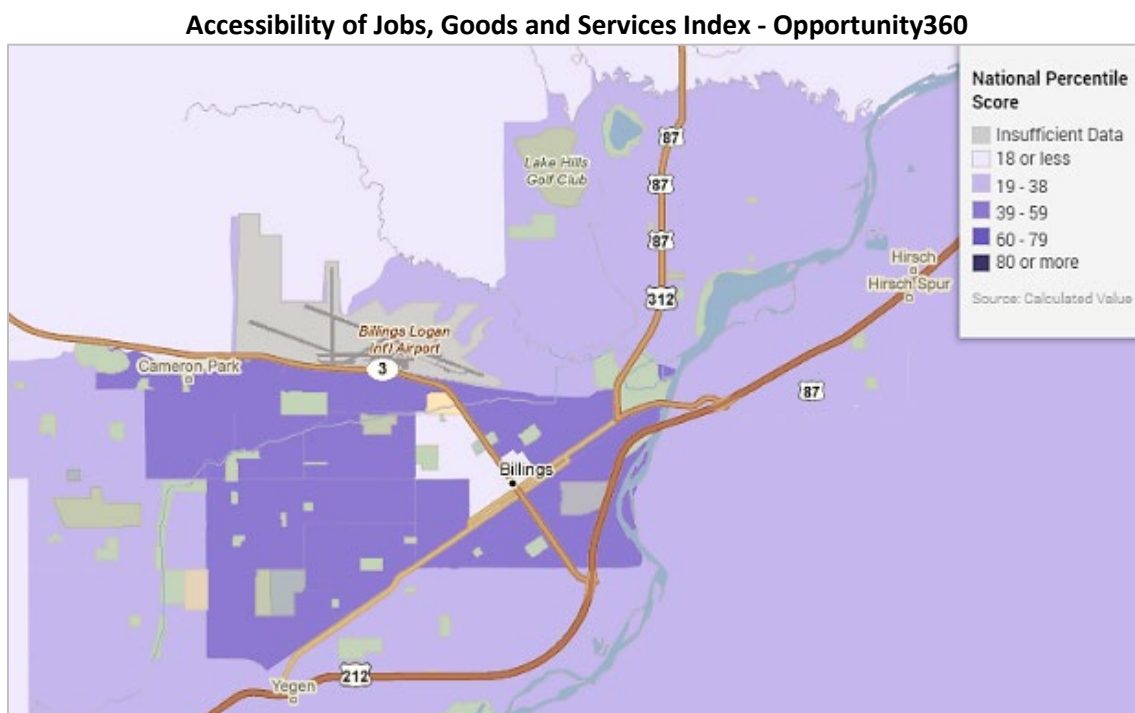 Accessibility of Jobs, Goods and Services Index - Opportunity360
National Percentile
Score
Insufficient Data
18 or less
19 - 38
39 - 59
60 - 79
80 or more
Source: Calculated Value
87
Lake Hills
Golf Club
87
87
Hirsch
Hirsch Spur
312
Billings Logan
Int'l Airport
Cameron Park
3
87
Billings
212
Yegen